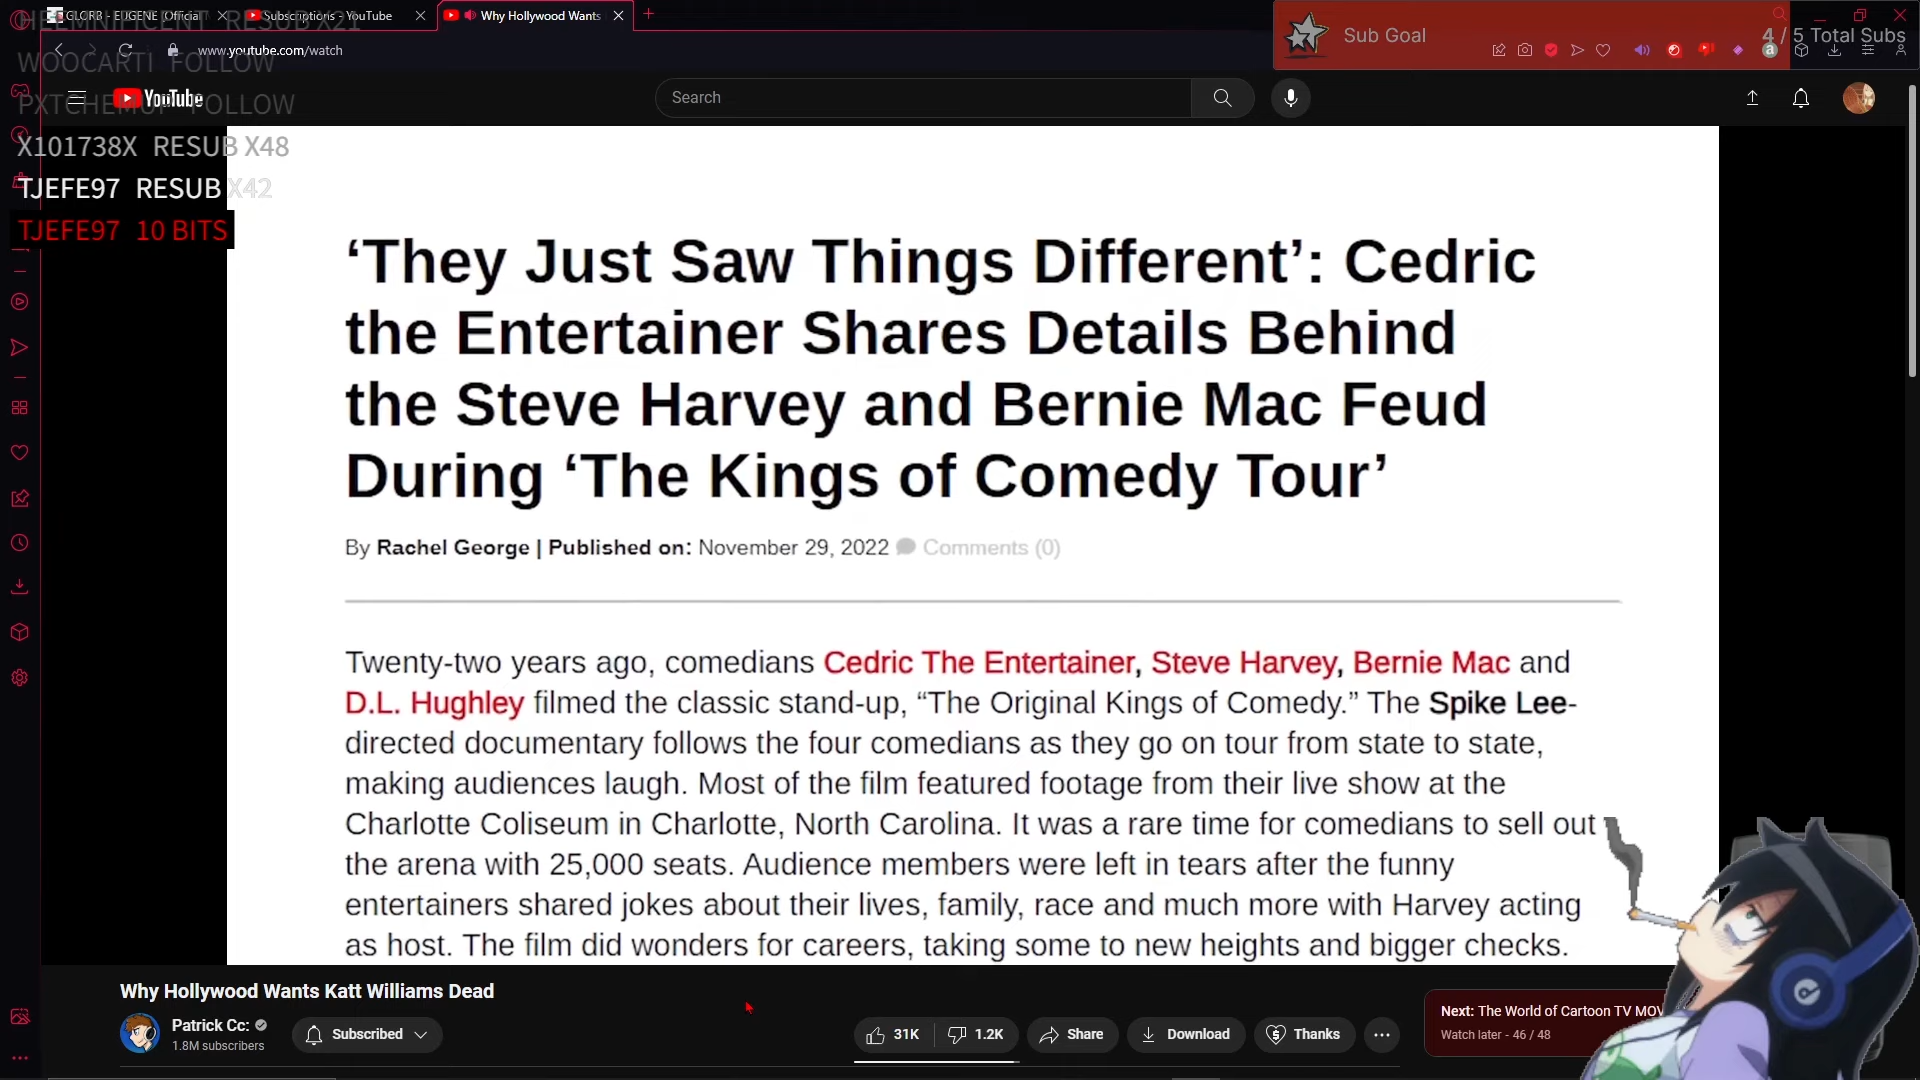 HEEMNIFICENT RESUB X21
GLORB - EUGENE (Official
Subscriptions - YouTube
Why Hollywood Wants
Sub Goal
4 / 5 Total Subs
WOOCARTI FOLLOW
www.youtube.com/watch
PXTCHEMUP FOLLOW
YouTube
Search
X101738X RESUB X48
TJEFE97 RESUB X42
TJEFE97 10 BITS
‘They Just Saw Things Different’: Cedric
the Entertainer Shares Details Behind
the Steve Harvey and Bernie Mac Feud
During ‘The Kings of Comedy Tour’
By Rachel George | Published on: November 29, 2022 Comments (0)
Twenty-two years ago, comedians Cedric The Entertainer, Steve Harvey, Bernie Mac and
D.L. Hughley filmed the classic stand-up, “The Original Kings of Comedy.” The Spike Lee-
directed documentary follows the four comedians as they go on tour from state to state,
making audiences laugh. Most of the film featured footage from their live show at the
Charlotte Coliseum in Charlotte, North Carolina. It was a rare time for comedians to sell out
the arena with 25,000 seats. Audience members were left in tears after the funny
entertainers shared jokes about their lives, family, race and much more with Harvey acting
as host. The film did wonders for careers, taking some to new heights and bigger checks.
Why Hollywood Wants Katt Williams Dead
Patrick Cc:
1.8M subscribers
Subscribed
31K
1.2K
Share
Download
Thanks
Next: The World of Cartoon TV MOV
Watch later - 46 / 48